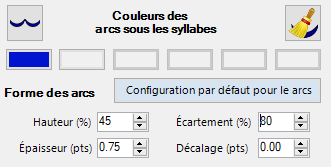 Couleurs des
arcs sous les syllabes
Forme des arcs
Configuration par défaut pour le arcs
Hauteur (%) 45 Écartement (%) 80
Épaisseur (pts) 0.75 Décalage (pts) 0.00